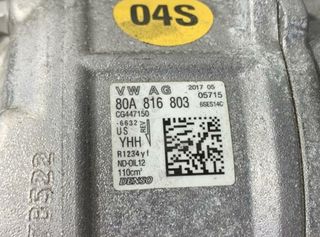 04S
VW AG
2017 05
80A 816 803
05715
CG447150
6SES14C
-6632
US
REV
YHH
R1234yf
ND-OIL12
110cm³
DENSO